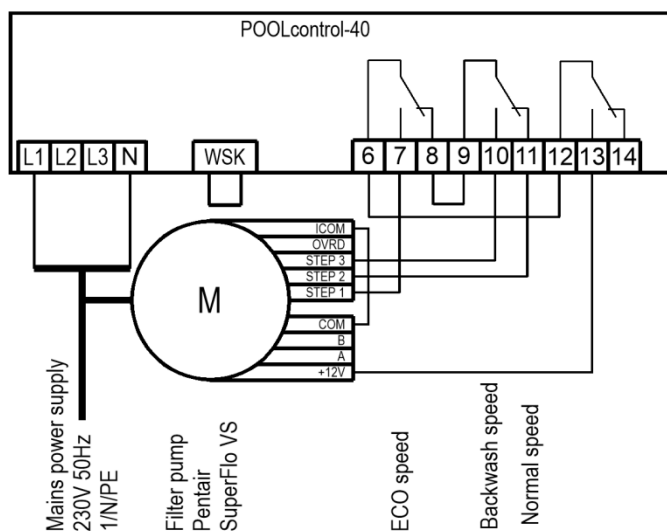 POOLcontrol-40
L1 L2 L3 N
WSK
6 7 8 9 10 11 12 13 14
ICOM
OVRD
STEP 3
STEP 2
STEP 1
M
COM
B
A
+12V
Mains power supply
230V 50Hz
1/N/PE
Filter pump
Pentair
SuperFlo VS
ECO speed
Backwash speed
Normal speed